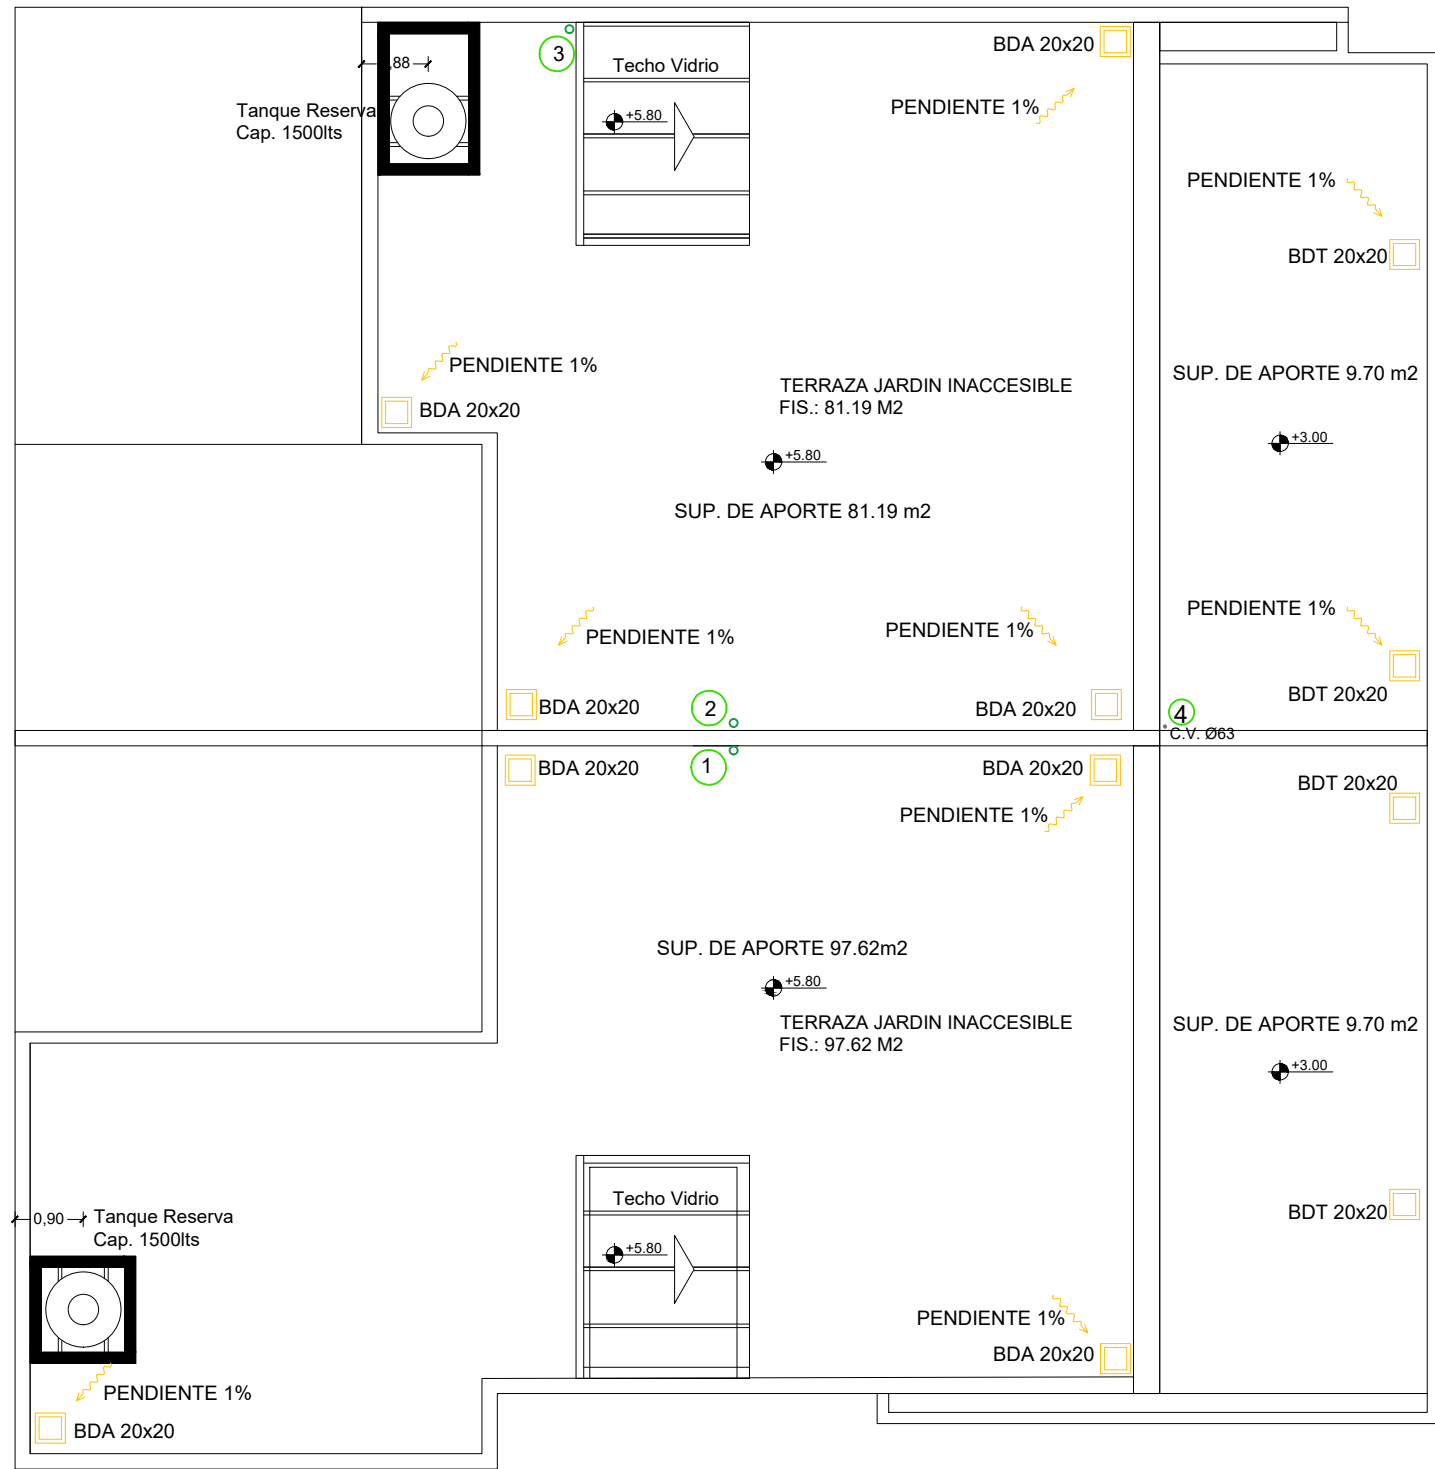 3
Techo Vidrio
BDA 20x20
,88
Tanque Reserva
Cap. 1500lts
+5.80
PENDIENTE 1%
PENDIENTE 1%
BDT 20x20
PENDIENTE 1%
BDA 20x20
TERRAZA JARDIN INACCESIBLE
FIS.: 81.19 M2
SUP. DE APORTE 9.70 m2
+3.00
+5.80
SUP. DE APORTE 81.19 m2
PENDIENTE 1%
PENDIENTE 1%
PENDIENTE 1%
BDT 20x20
BDA 20x20
2
BDA 20x20
4
C.V. Ø63
BDA 20x20
1
BDA 20x20
BDT 20x20
PENDIENTE 1%
SUP. DE APORTE 97.62m2
+5.80
TERRAZA JARDIN INACCESIBLE
FIS.: 97.62 M2
SUP. DE APORTE 9.70 m2
+3.00
Techo Vidrio
BDT 20x20
0,90
Tanque Reserva
Cap. 1500lts
+5.80
PENDIENTE 1%
BDA 20x20
PENDIENTE 1%
BDA 20x20